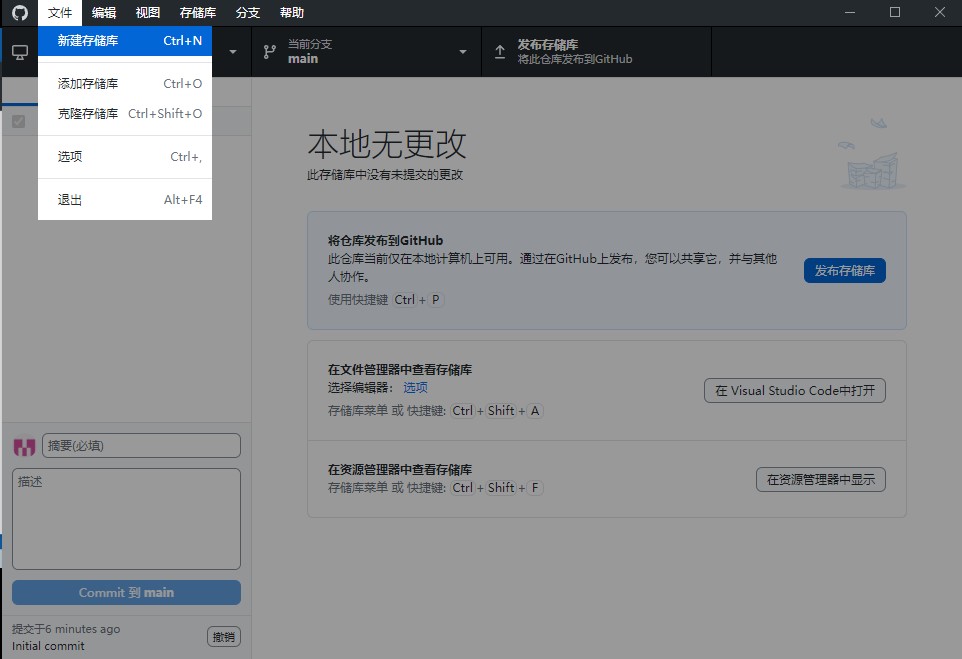 文件 编辑 视图 存储库 分支 帮助
新建存储库 Ctrl+N
添加存储库 Ctrl+O
克隆存储库 Ctrl+Shift+O
选项 Ctrl+,
退出 Alt+F4
当前分支
main
发布存储库
将此仓库发布到GitHub
本地无更改
此存储库中没有未提交的更改
将仓库发布到GitHub
此仓库当前仅在本地计算机上可用。通过在GitHub上发布，您可以共享它，并与其他
人协作。
使用快捷键 Ctrl + P
发布存储库
在文件管理器中查看存储库
选择编辑器： 选项
存储库菜单 或 快捷键: Ctrl + Shift + A
在 Visual Studio Code中打开
在资源管理器中查看存储库
存储库菜单 或 快捷键: Ctrl + Shift + F
在资源管理器中显示
摘要(必填)
描述
Commit 到 main
提交于6 minutes ago
Initial commit
撤销